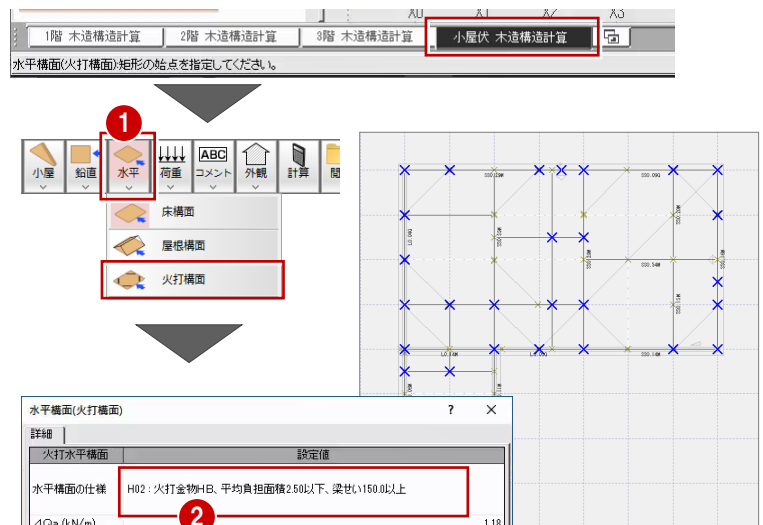 X0 X1 X2 X3
1階 木造構造計算 2階 木造構造計算 3階 木造構造計算 小屋伏 木造構造計算
水平構面(火打構面):矩形の始点を指定してください。
1
小屋 鉛直 水平 荷重 ABC コメント 外観 計算
床構面
屋根構面
火打構面
水平構面(火打構面) ? ×
詳細
火打水平構面 設定値
水平構面の仕様 H02 : 火打金物HB、平均負担面積2.50以下、梁せい150.0以上
2
⊿Qa (kN/m) 1.18